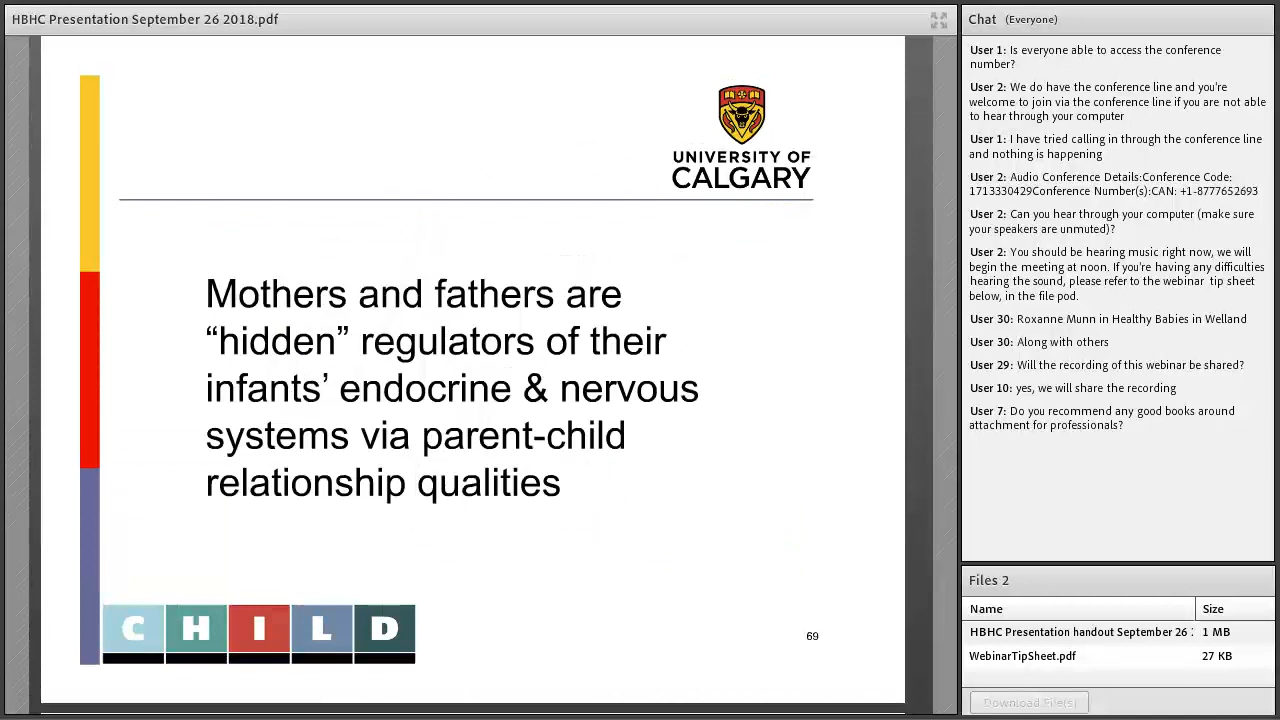 HBHC Presentation September 26 2018.pdf
UNIVERSITY OF
CALGARY
Mothers and fathers are
“hidden” regulators of their
infants’ endocrine & nervous
systems via parent-child
relationship qualities
C H I L D
69
Chat (Everyone)
User 1: Is everyone able to access the conference
number?
User 2: We do have the conference line and you're
welcome to join via the conference line if you are not able
to hear through your computer
User 1: I have tried calling in through the conference line
and nothing is happening
User 2: Audio Conference Details:Conference Code:
1713330429Conference Number(s):CAN: +1-8777652693
User 2: Can you hear through your computer (make sure
your speakers are unmuted)?
User 2: You should be hearing music right now, we will
begin the meeting at noon. If you're having any difficulties
hearing the sound, please refer to the webinar tip sheet
below, in the file pod.
User 30: Roxanne Munn in Healthy Babies in Welland
User 30: Along with others
User 29: Will the recording of this webinar be shared?
User 10: yes, we will share the recording
User 7: Do you recommend any good books around
attachment for professionals?
Files 2
Name Size
HBHC Presentation handout September 26 1 MB
WebinarTipSheet.pdf 27 KB
Download File(s)